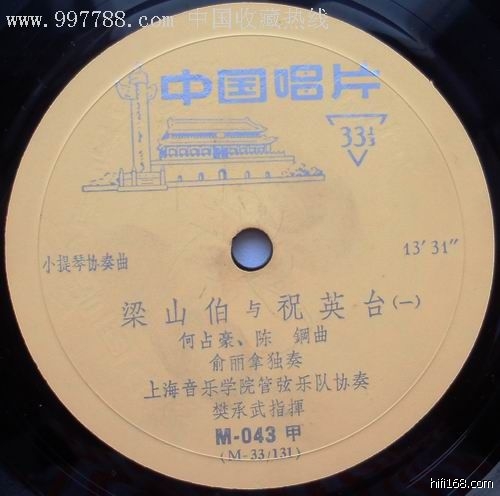 www.997788.com 中国收藏热线
中国唱片
33⅓
小提琴协奏曲
13′31″
梁山伯与祝英台(一)
何占豪、陈 鋼曲
俞丽拿独奏
上海音乐学院管弦乐队协奏
樊承武指揮
M-043 甲
(M-33/131)
hifi168.com